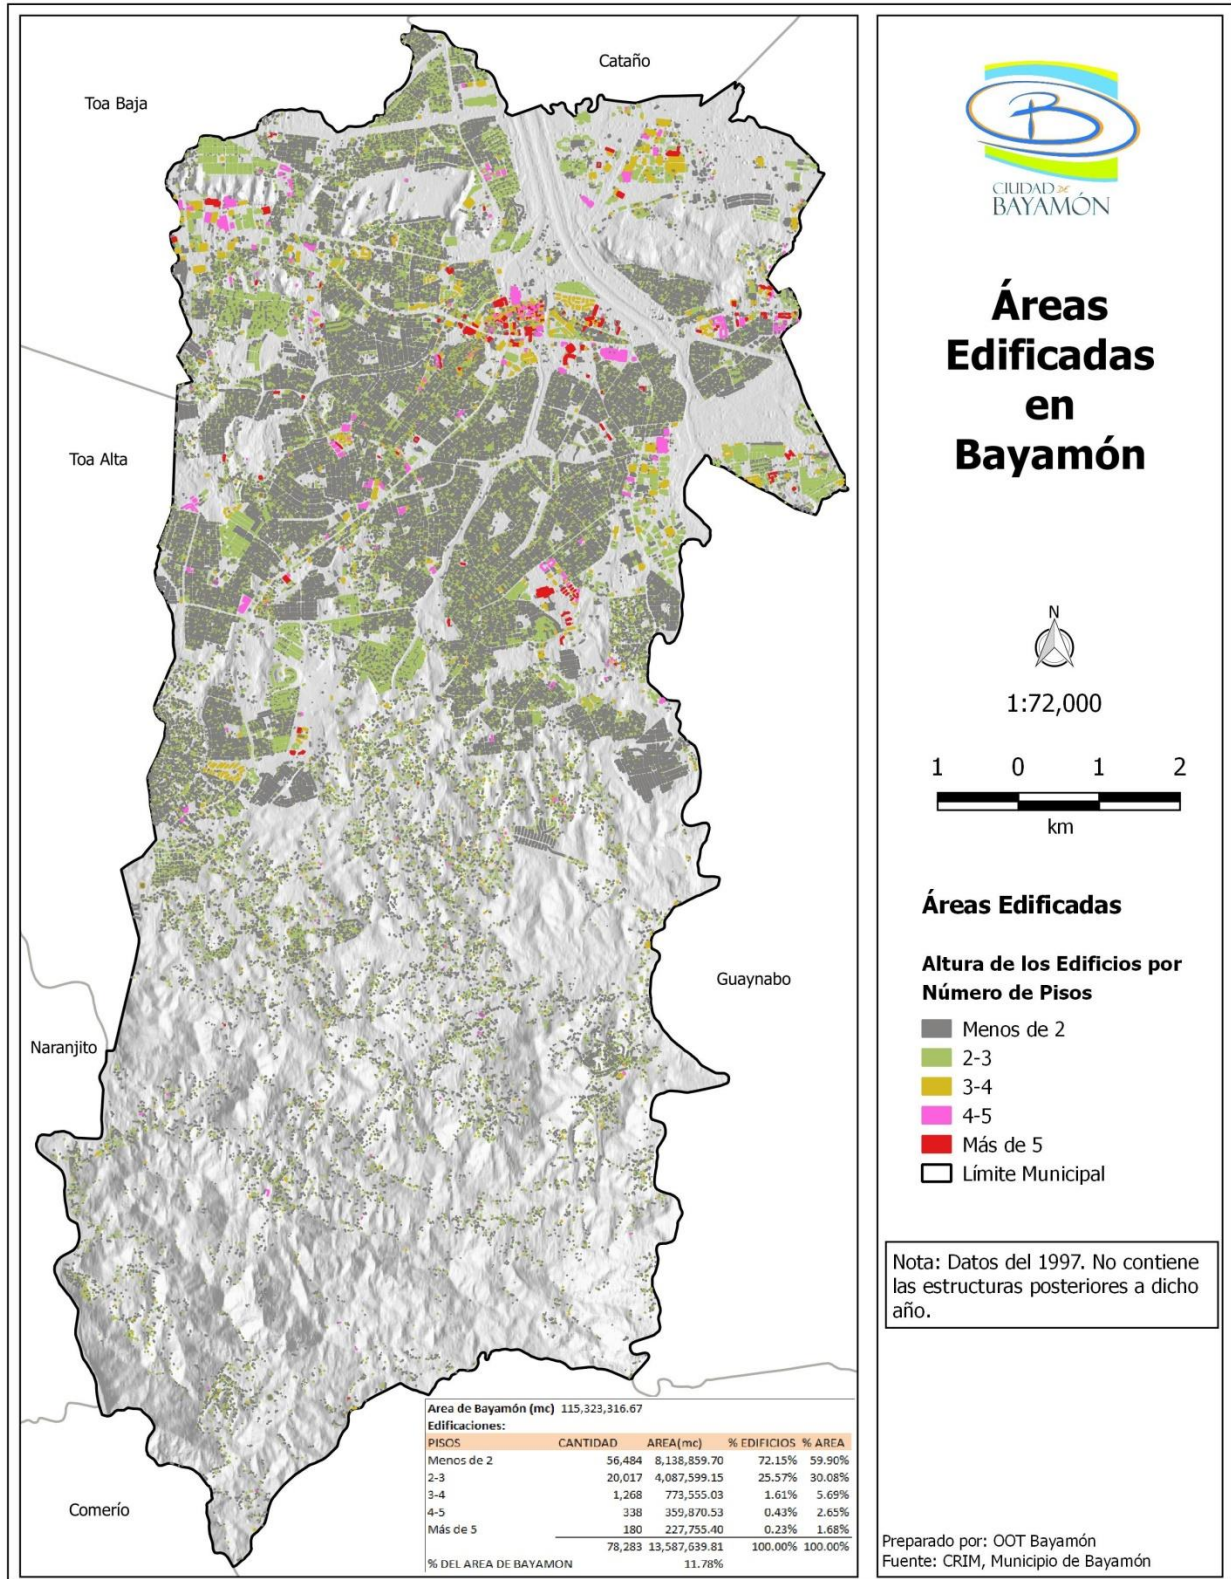 Cataño
Toa Baja
Toa Alta
Guaynabo
Naranjito
Comerío
Area de Bayamón (mc) 115,323,316.67
Edificaciones:
PISOS CANTIDAD AREA(mc) % EDIFICIOS % AREA
Menos de 2 56,484 8,138,859.70 72.15% 59.90%
2-3 20,017 4,087,599.15 25.57% 30.08%
3-4 1,268 773,555.03 1.61% 5.69%
4-5 338 359,870.53 0.43% 2.65%
Más de 5 180 227,755.40 0.23% 1.68%
78,283 13,587,639.81 100.00% 100.00%
% DEL AREA DE BAYAMON 11.78%
CIUDAD DE
BAYAMÓN
Áreas
Edificadas
en
Bayamón
N
1:72,000
1 0 1 2
km
Áreas Edificadas
Altura de los Edificios por
Número de Pisos
Menos de 2
2-3
3-4
4-5
Más de 5
Límite Municipal
Nota: Datos del 1997. No contiene
las estructuras posteriores a dicho
año.
Preparado por: OOT Bayamón
Fuente: CRIM, Municipio de Bayamón